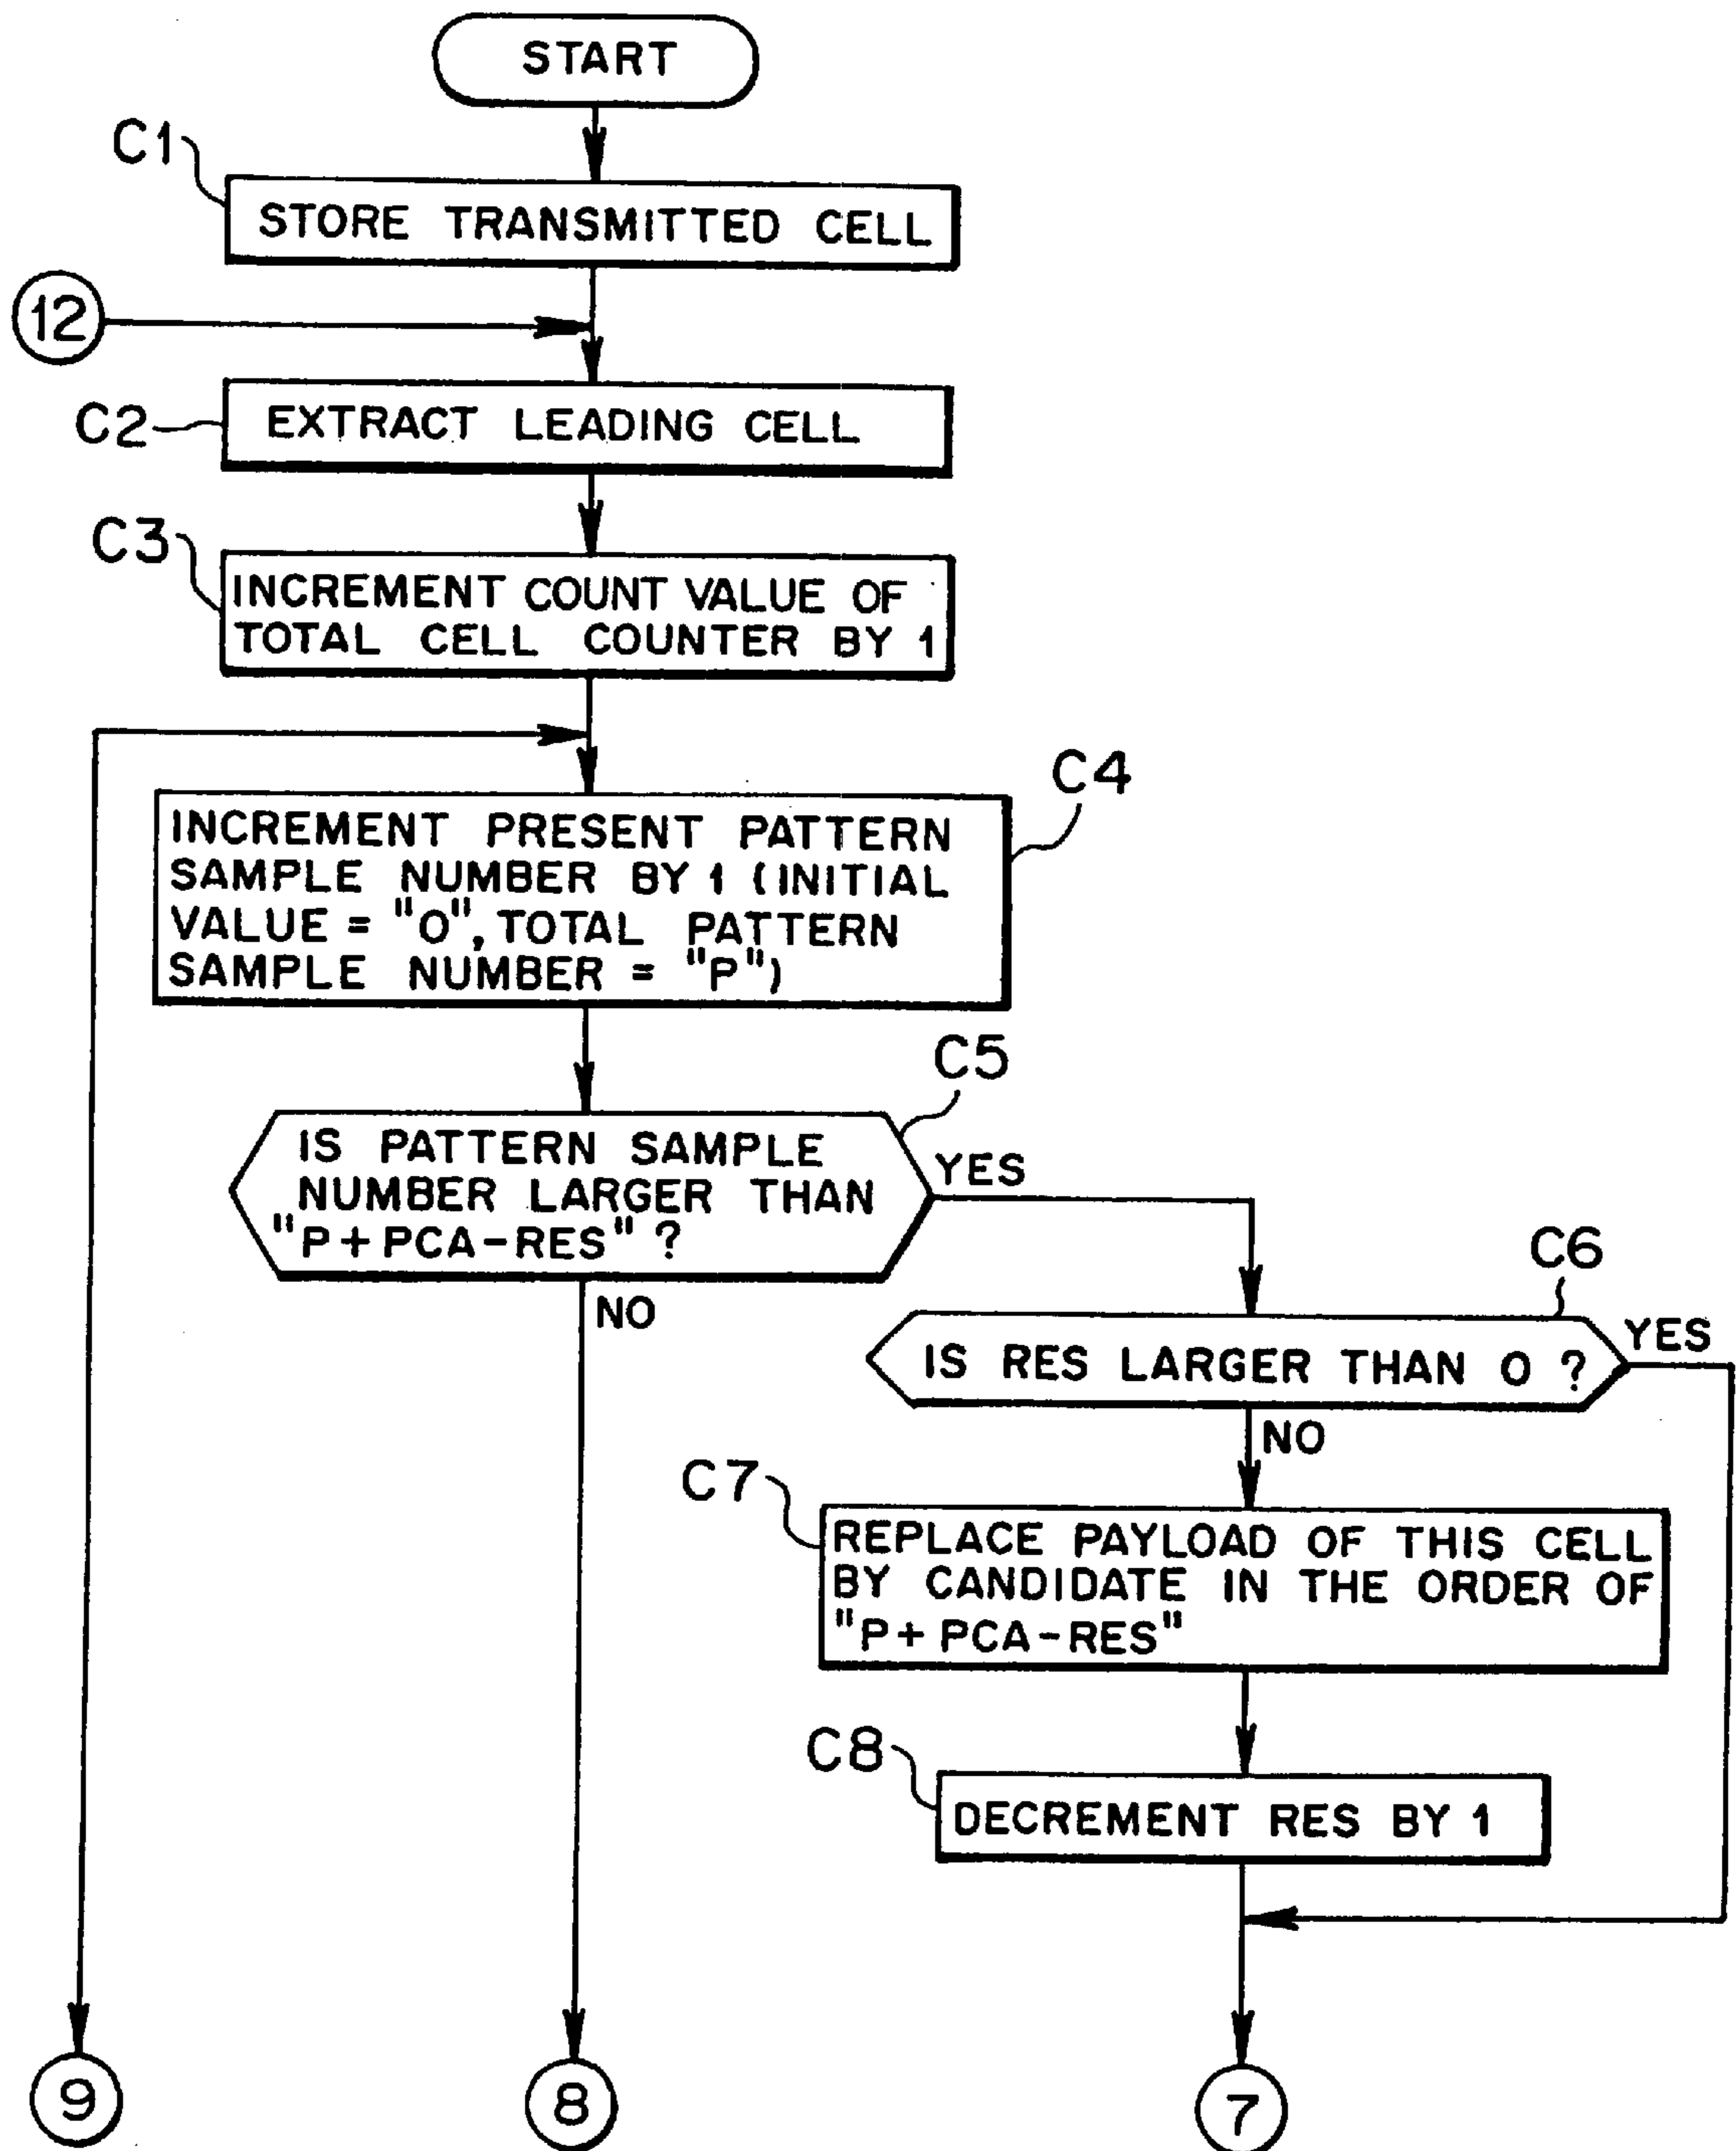 START
C1
STORE TRANSMITTED CELL
12
C2
EXTRACT LEADING CELL
C3
INCREMENT COUNT VALUE OF
TOTAL CELL COUNTER BY 1
C4
INCREMENT PRESENT PATTERN
SAMPLE NUMBER BY 1 (INITIAL
VALUE = "0", TOTAL PATTERN
SAMPLE NUMBER = "P")
C5
IS PATTERN SAMPLE
NUMBER LARGER THAN
"P+PCA-RES" ?
YES
NO
C6
IS RES LARGER THAN 0 ?
YES
NO
C7
REPLACE PAYLOAD OF THIS CELL
BY CANDIDATE IN THE ORDER OF
"P+PCA-RES"
C8
DECREMENT RES BY 1
9
8
7